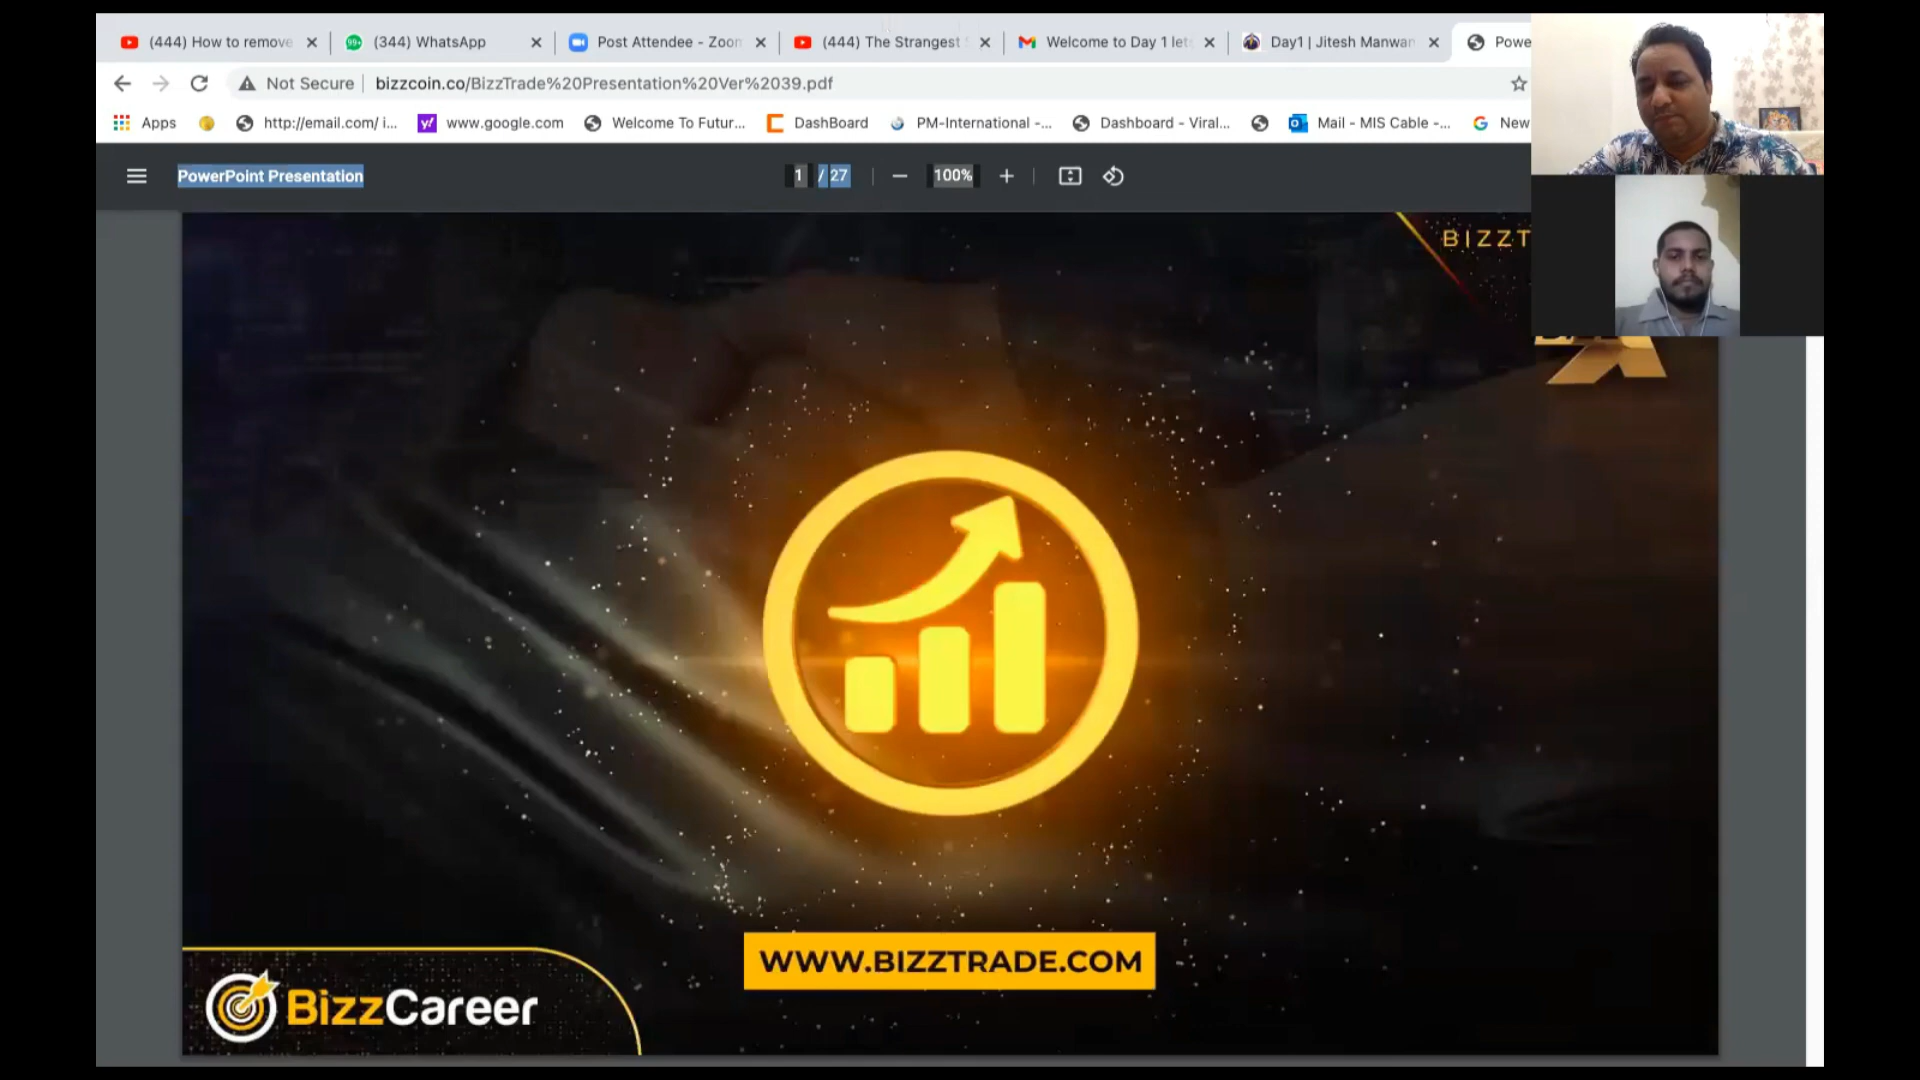 (444) How to remove
(344) WhatsApp
Post Attendee - Zoom
(444) The Strangest S
Welcome to Day 1 let
Day1 | Jitesh Manwan
Powe
Not Secure | bizzcoin.co/BizzTrade%20Presentation%20Ver%2039.pdf
Apps
http://email.com/ i...
www.google.com
Welcome To Futur...
DashBoard
PM-International -...
Dashboard - Viral...
Mail - MIS Cable -...
New
PowerPoint Presentation
1 / 27
100%
BIZZT
WWW.BIZZTRADE.COM
BizzCareer